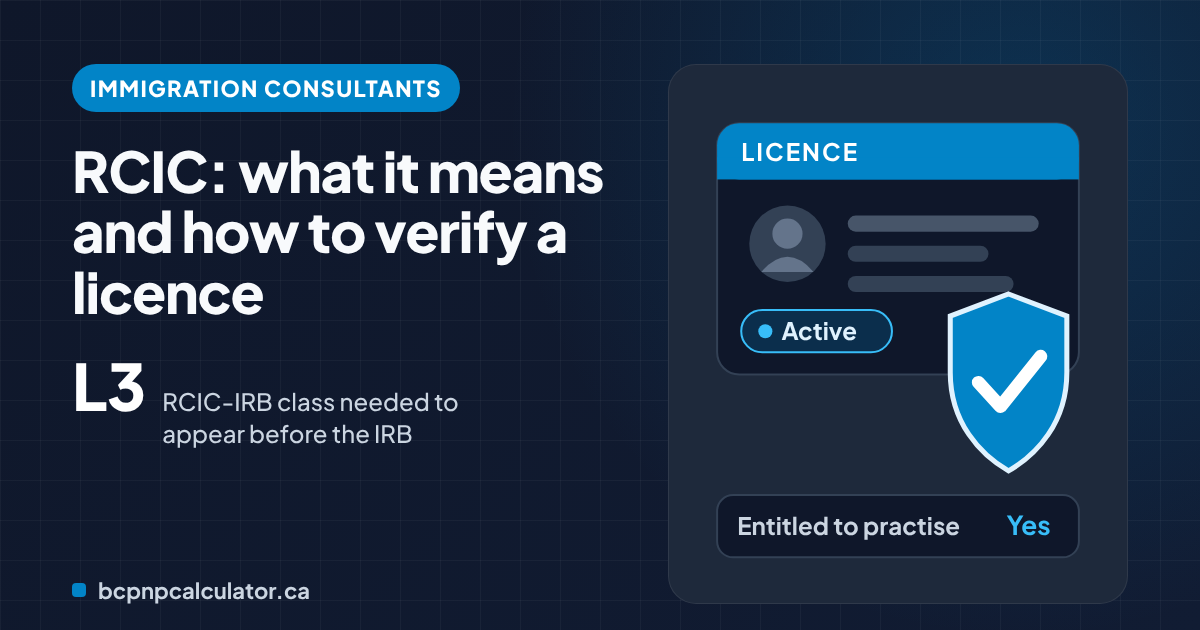 IMMIGRATION CONSULTANTS
RCIC: what it means
and how to verify a
licence
L3
RCIC-IRB class needed to
appear before the IRB
bcpnpcalculator.ca
LICENCE
Active
Entitled to practise Yes